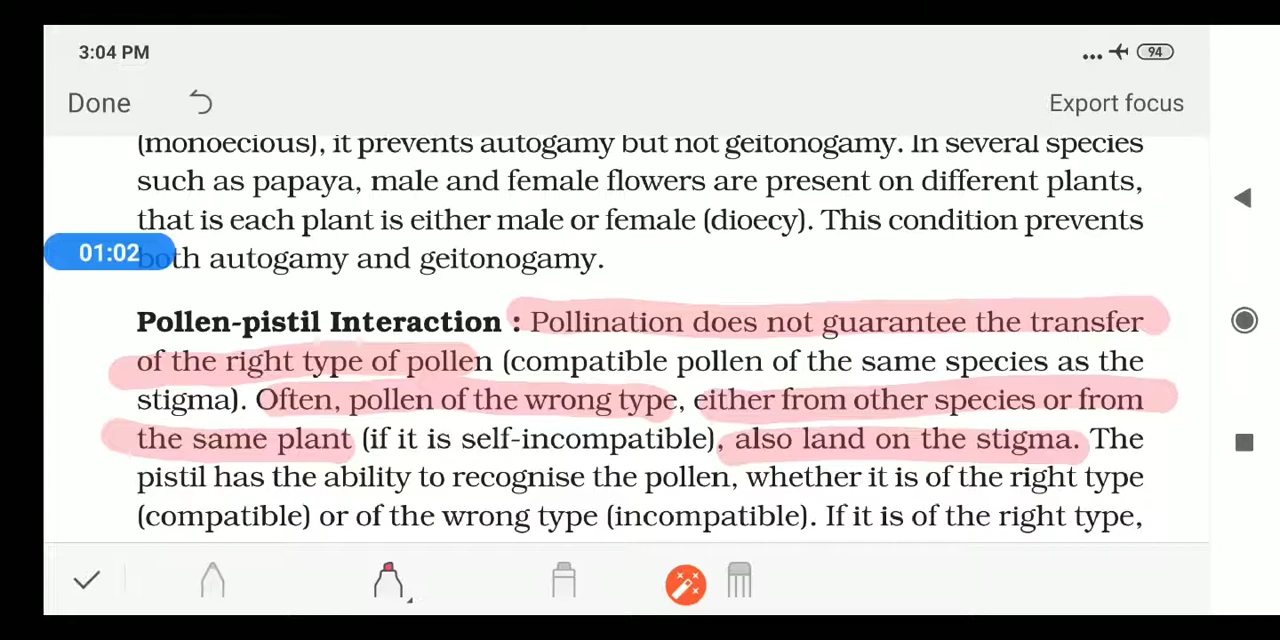 3:04 PM
94
Done
Export focus
(monoecious), it prevents autogamy but not geitonogamy. In several species
such as papaya, male and female flowers are present on different plants,
that is each plant is either male or female (dioecy). This condition prevents
01:02
both autogamy and geitonogamy.
Pollen-pistil Interaction : Pollination does not guarantee the transfer
of the right type of pollen (compatible pollen of the same species as the
stigma). Often, pollen of the wrong type, either from other species or from
the same plant (if it is self-incompatible), also land on the stigma. The
pistil has the ability to recognise the pollen, whether it is of the right type
(compatible) or of the wrong type (incompatible). If it is of the right type,